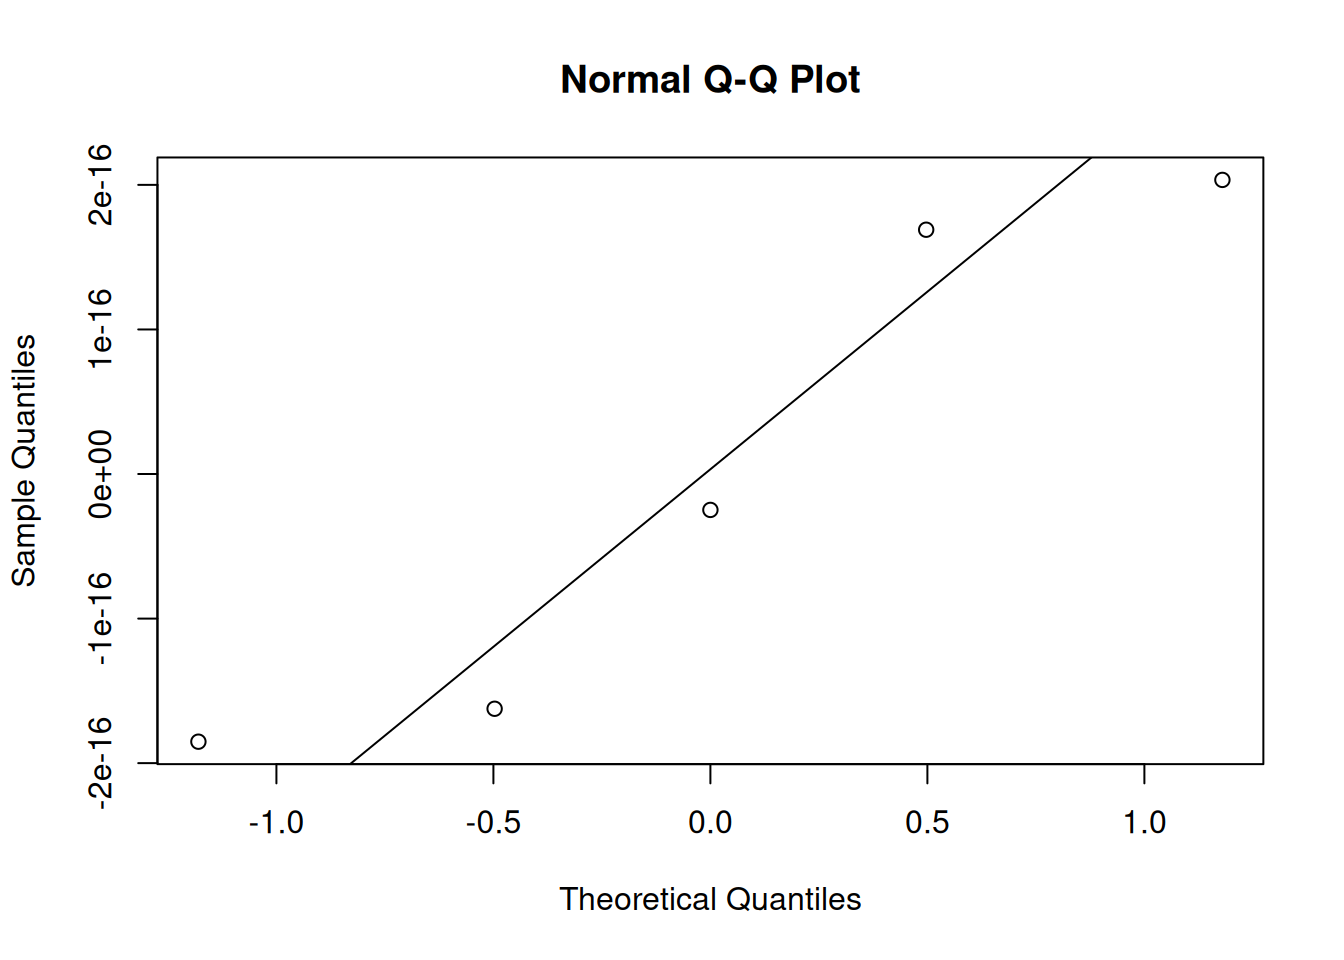 Normal Q-Q Plot
Sample Quantiles
2e-16
1e-16
0e+00
-1e-16
-2e-16
-1.0 -0.5 0.0 0.5 1.0
Theoretical Quantiles